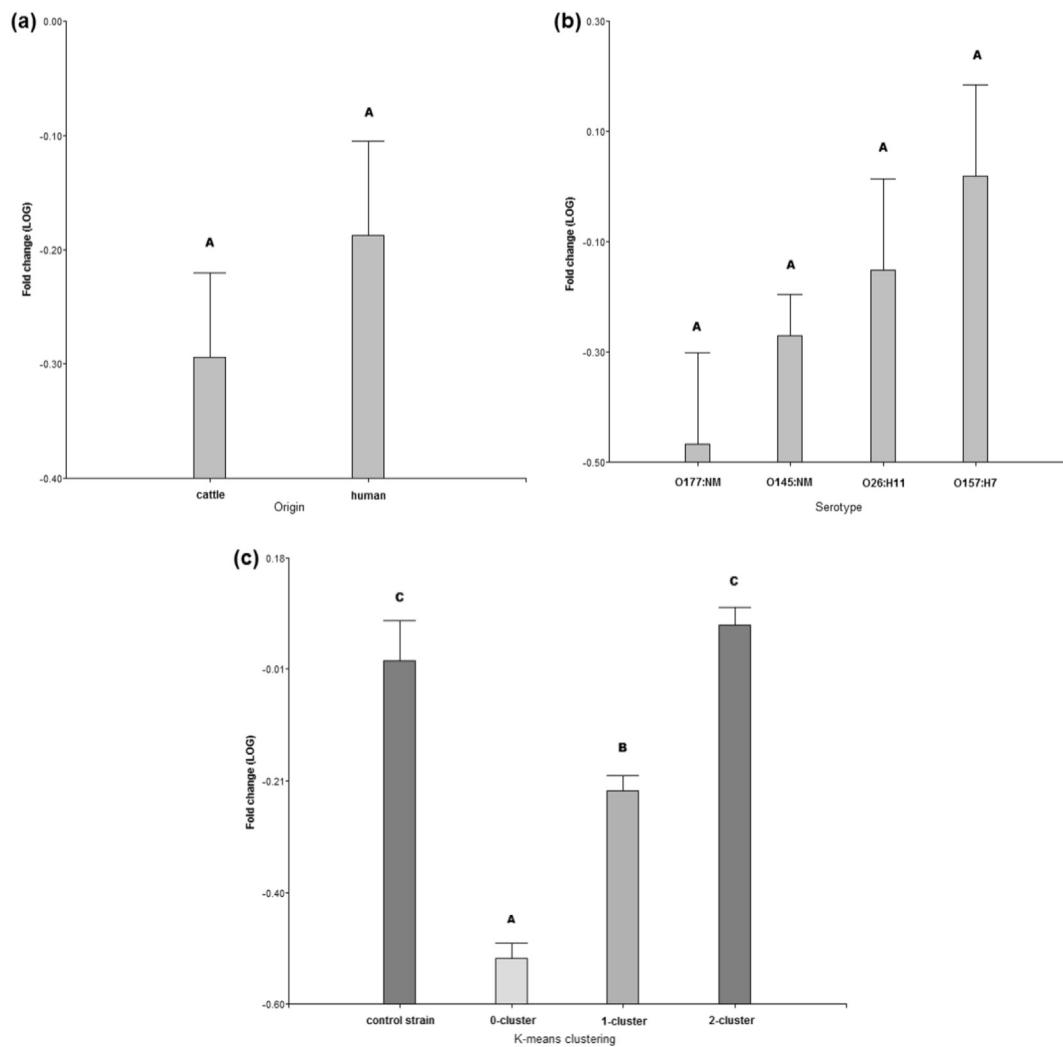 (a)
0.00
-0.10
-0.20
-0.30
-0.40
Fold change (LOG)
A
A
cattle
human
Origin
(b)
0.30
0.10
-0.10
-0.30
-0.50
Fold change (LOG)
A
A
A
A
O177:NM
O145:NM
O26:H11
O157:H7
Serotype
(c)
0.18
-0.01
-0.21
-0.40
-0.60
Fold change (LOG)
C
A
B
C
control strain
0-cluster
1-cluster
2-cluster
K-means clustering